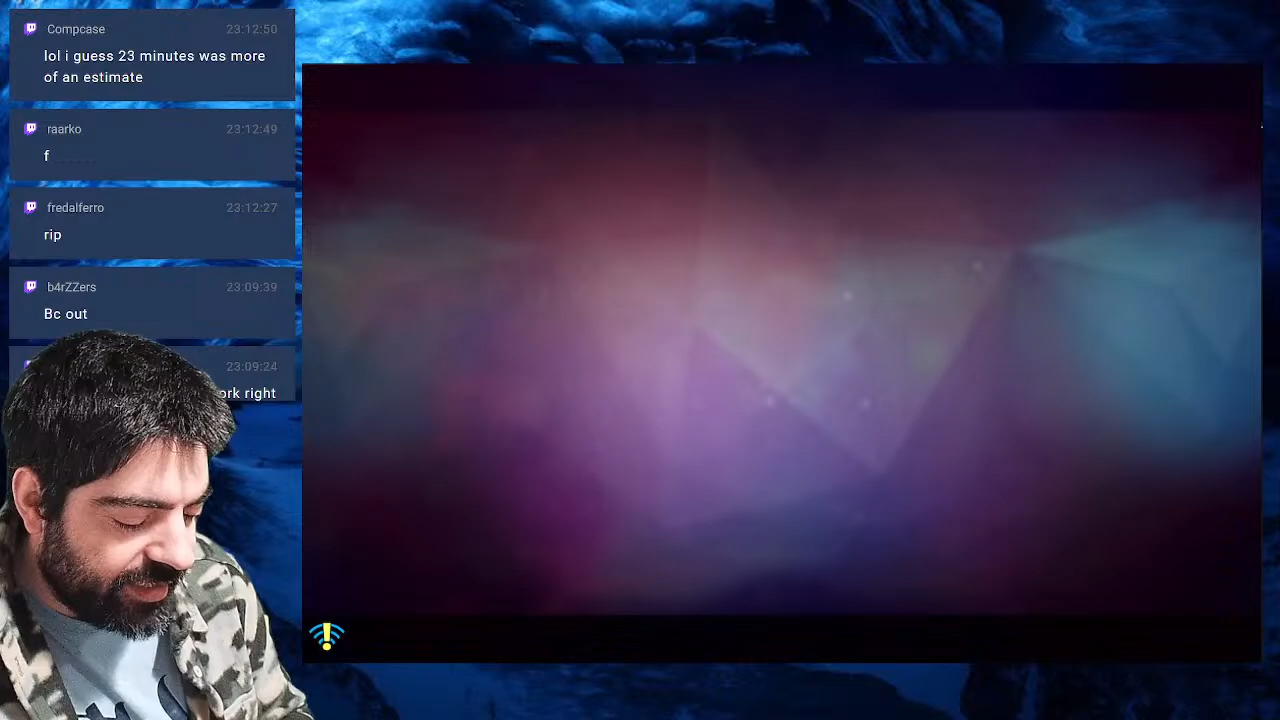 Compcase 23:12:50
lol i guess 23 minutes was more
of an estimate
raarko 23:12:49
f
fredalferro 23:12:27
rip
b4rZZers 23:09:39
Bc out
23:09:24
right